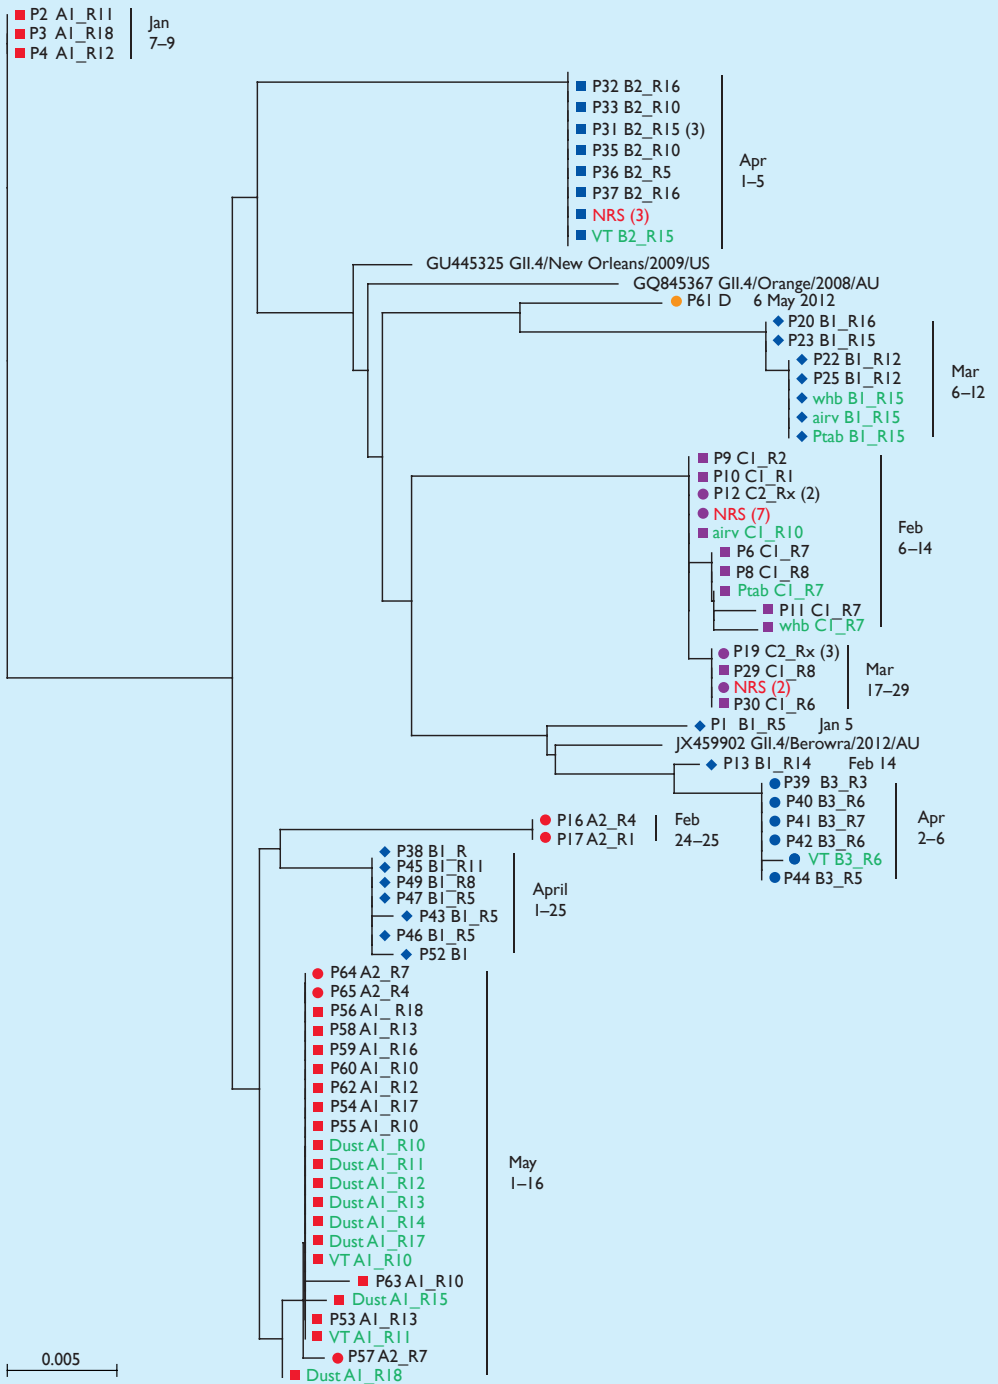 P2 A1_R11
P3 A1_R18
P4 A1_R12
Jan
7–9
P32 B2_R16
P33 B2_R10
P31 B2_R15 (3)
P35 B2_R10
P36 B2_R5
P37 B2_R16
NRS (3)
VT B2_R15
Apr
1–5
GU445325 GII.4/New Orleans/2009/US
GQ845367 GII.4/Orange/2008/AU
P61 D 6 May 2012
P20 B1_R16
P23 B1_R15
P22 B1_R12
P25 B1_R12
whb B1_R15
airv B1_R15
Ptab B1_R15
Mar
6–12
P9 C1_R2
P10 C1_R1
P12 C2_Rx (2)
NRS (7)
airv C1_R10
P6 C1_R7
P8 C1_R8
Ptab C1_R7
P11 C1_R7
whb C1_R7
Feb
6–14
P19 C2_Rx (3)
P29 C1_R8
NRS (2)
P30 C1_R6
Mar
17–29
P1 B1_R5 Jan 5
JX459902 GII.4/Berowra/2012/AU
P13 B1_R14 Feb 14
P39 B3_R3
P40 B3_R6
P41 B3_R7
P42 B3_R6
VT B3_R6
P44 B3_R5
Apr
2–6
P16 A2_R4
P17 A2_R1
Feb
24–25
P38 B1_R
P45 B1_R11
P49 B1_R8
P47 B1_R5
P43 B1_R5
P46 B1_R5
P52 B1
April
1–25
P64 A2_R7
P65 A2_R4
P56 A1_ R18
P58 A1_R13
P59 A1_R16
P60 A1_R10
P62 A1_R12
P54 A1_R17
P55 A1_R10
Dust A1_R10
Dust A1_R11
Dust A1_R12
Dust A1_R13
Dust A1_R14
Dust A1_R17
VT A1_R10
P63 A1_R10
Dust A1_R15
P53 A1_R13
VT A1_R11
P57 A2_R7
Dust A1_R18
May
1–16
0.005